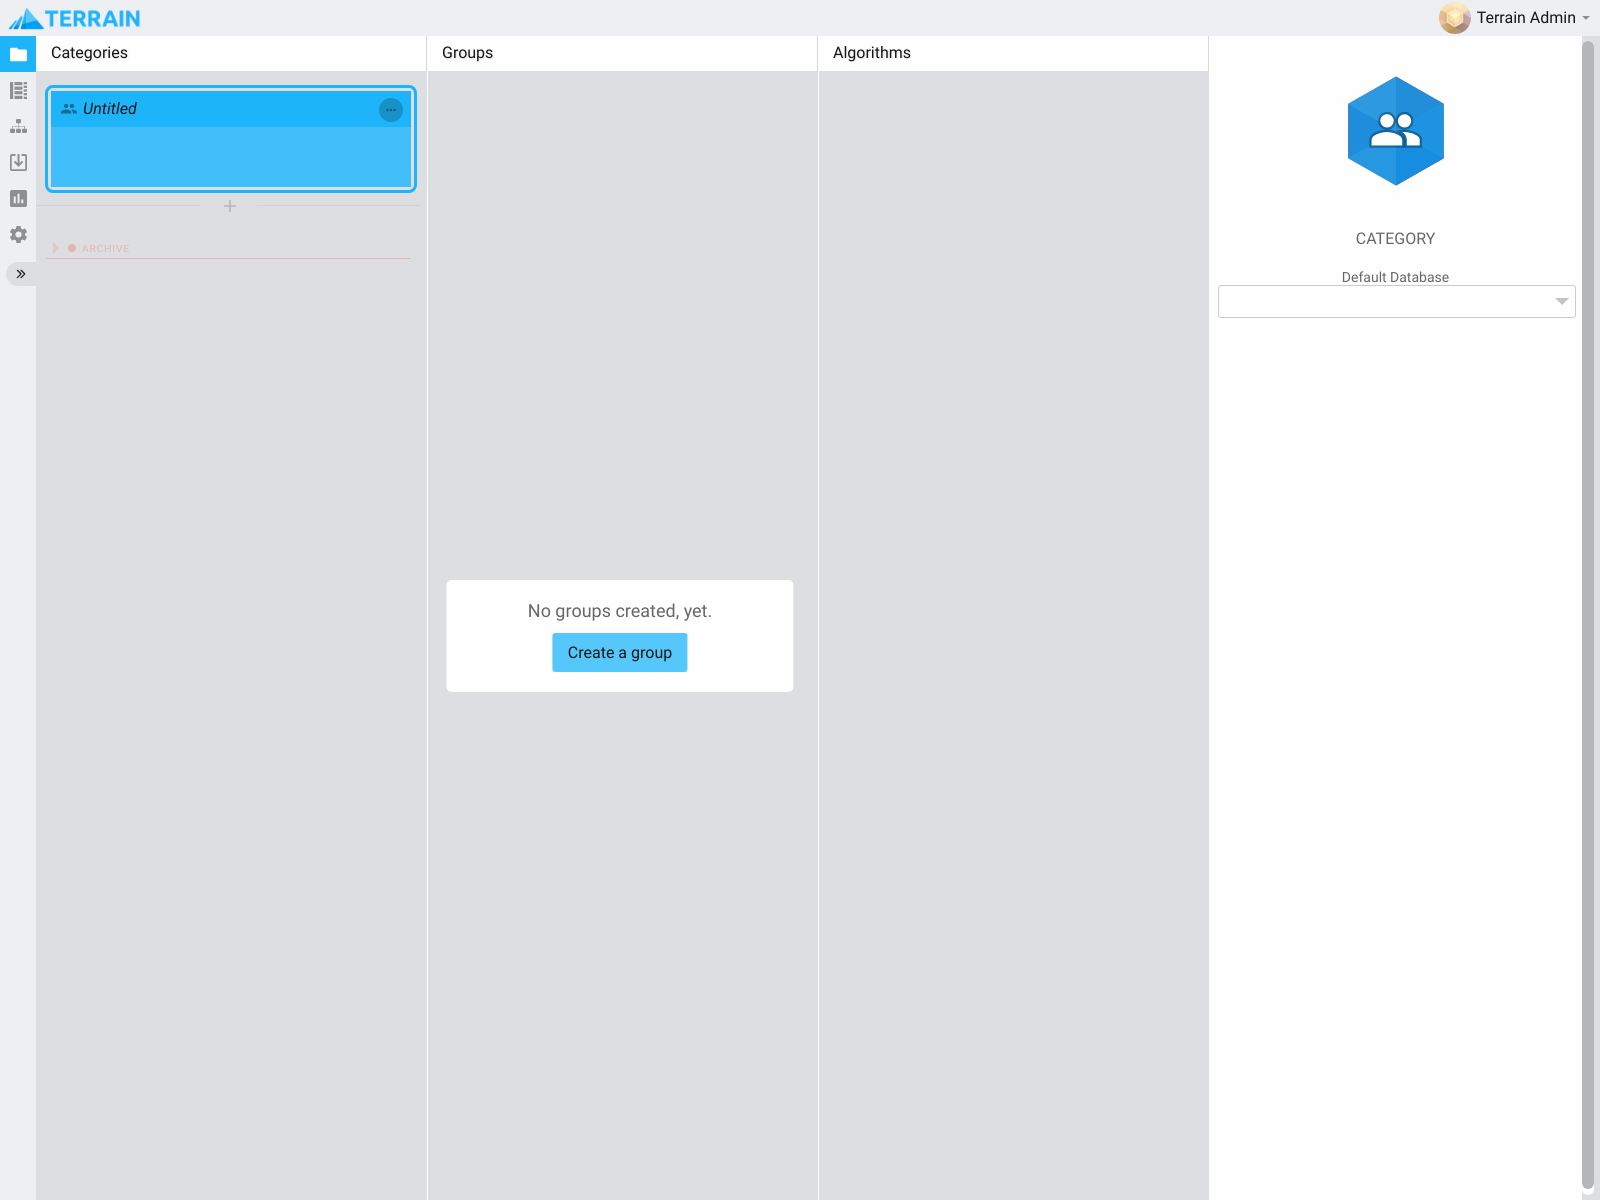 TERRAIN
Terrain Admin
Categories
Groups
Algorithms
Untitled
ARCHIVE
CATEGORY
Default Database
No groups created, yet.
Create a group